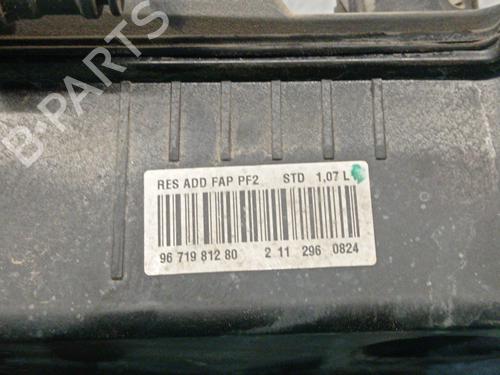 B-PARTS
RES ADD FAP PF2 STD 1,07 L
96 719 812 80 2 11 296 0824